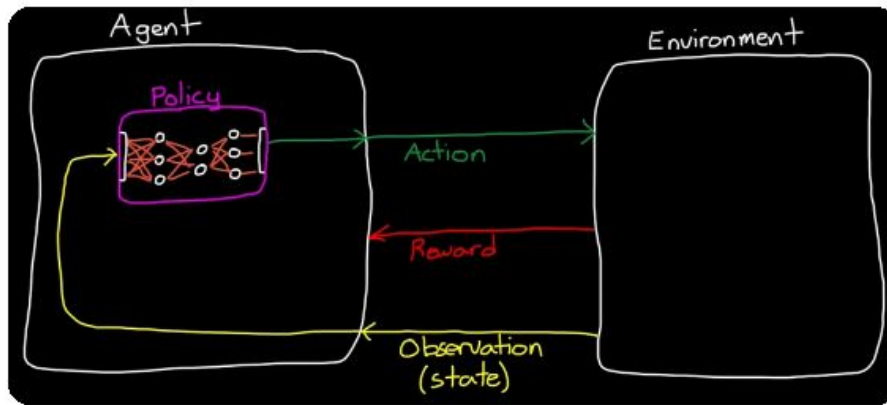 Agent
Environment
Policy
Action
Reward
Observation
(state)